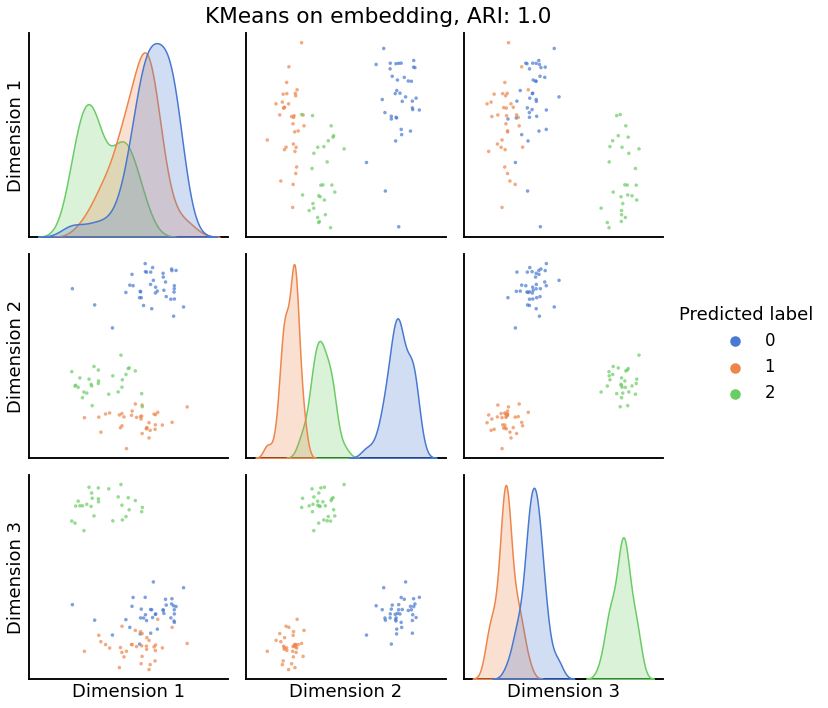 KMeans on embedding, ARI: 1.0
Dimension 1
Dimension 2
Predicted label
0
1
2
Dimension 3
Dimension 1
Dimension 2
Dimension 3